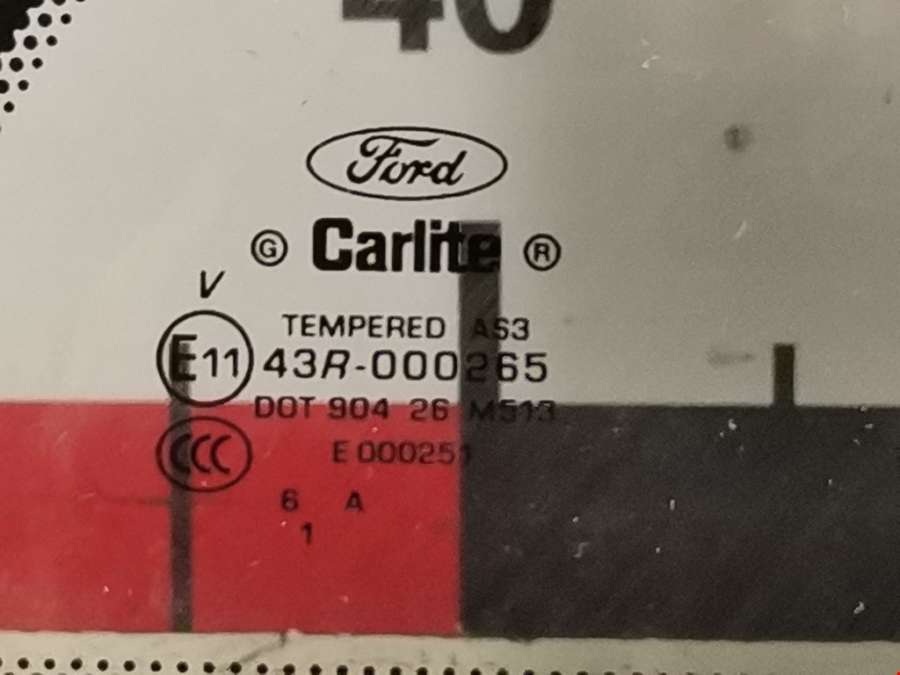 40
Ford
G Carlite ®
V
TEMPERED AS3
E11 43R-000265
DOT 904 26 M513
CCC E 000251
6 A
1